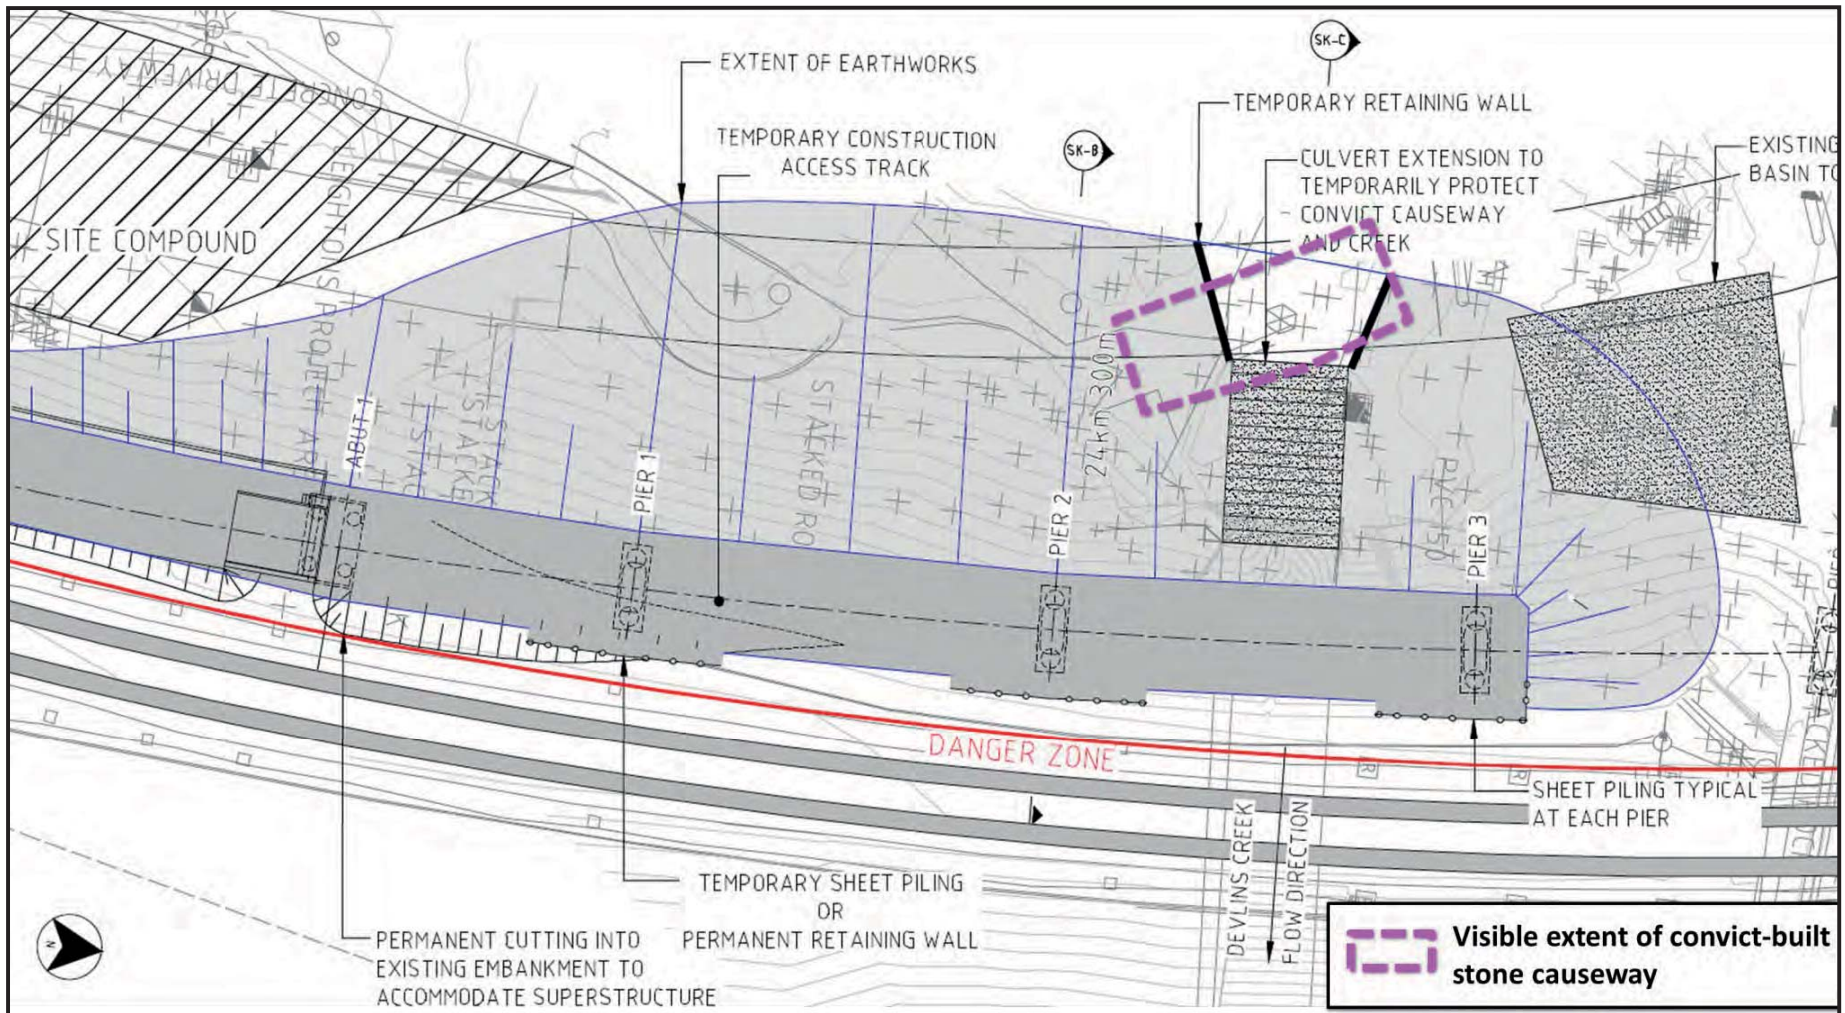 CONCRETE DRIVEWAY
EXTENT OF EARTHWORKS
SK-C
TEMPORARY RETAINING WALL
TEMPORARY CONSTRUCTION
ACCESS TRACK
SK-B
CULVERT EXTENSION TO
TEMPORARILY PROTECT
CONVICT CAUSEWAY
AND CREEK
EXISTING
BASIN TO
SITE COMPOUND
24km 300m
ABUT 1
STACKED RO
PIER 1
PIER 2
PIER 3
DANGER ZONE
R
R
SHEET PILING TYPICAL
AT EACH PIER
DEVLINS CREEK
FLOW DIRECTION
TEMPORARY SHEET PILING
OR
PERMANENT RETAINING WALL
PERMANENT CUTTING INTO
EXISTING EMBANKMENT TO
ACCOMMODATE SUPERSTRUCTURE
N
Visible extent of convict-built
stone causeway